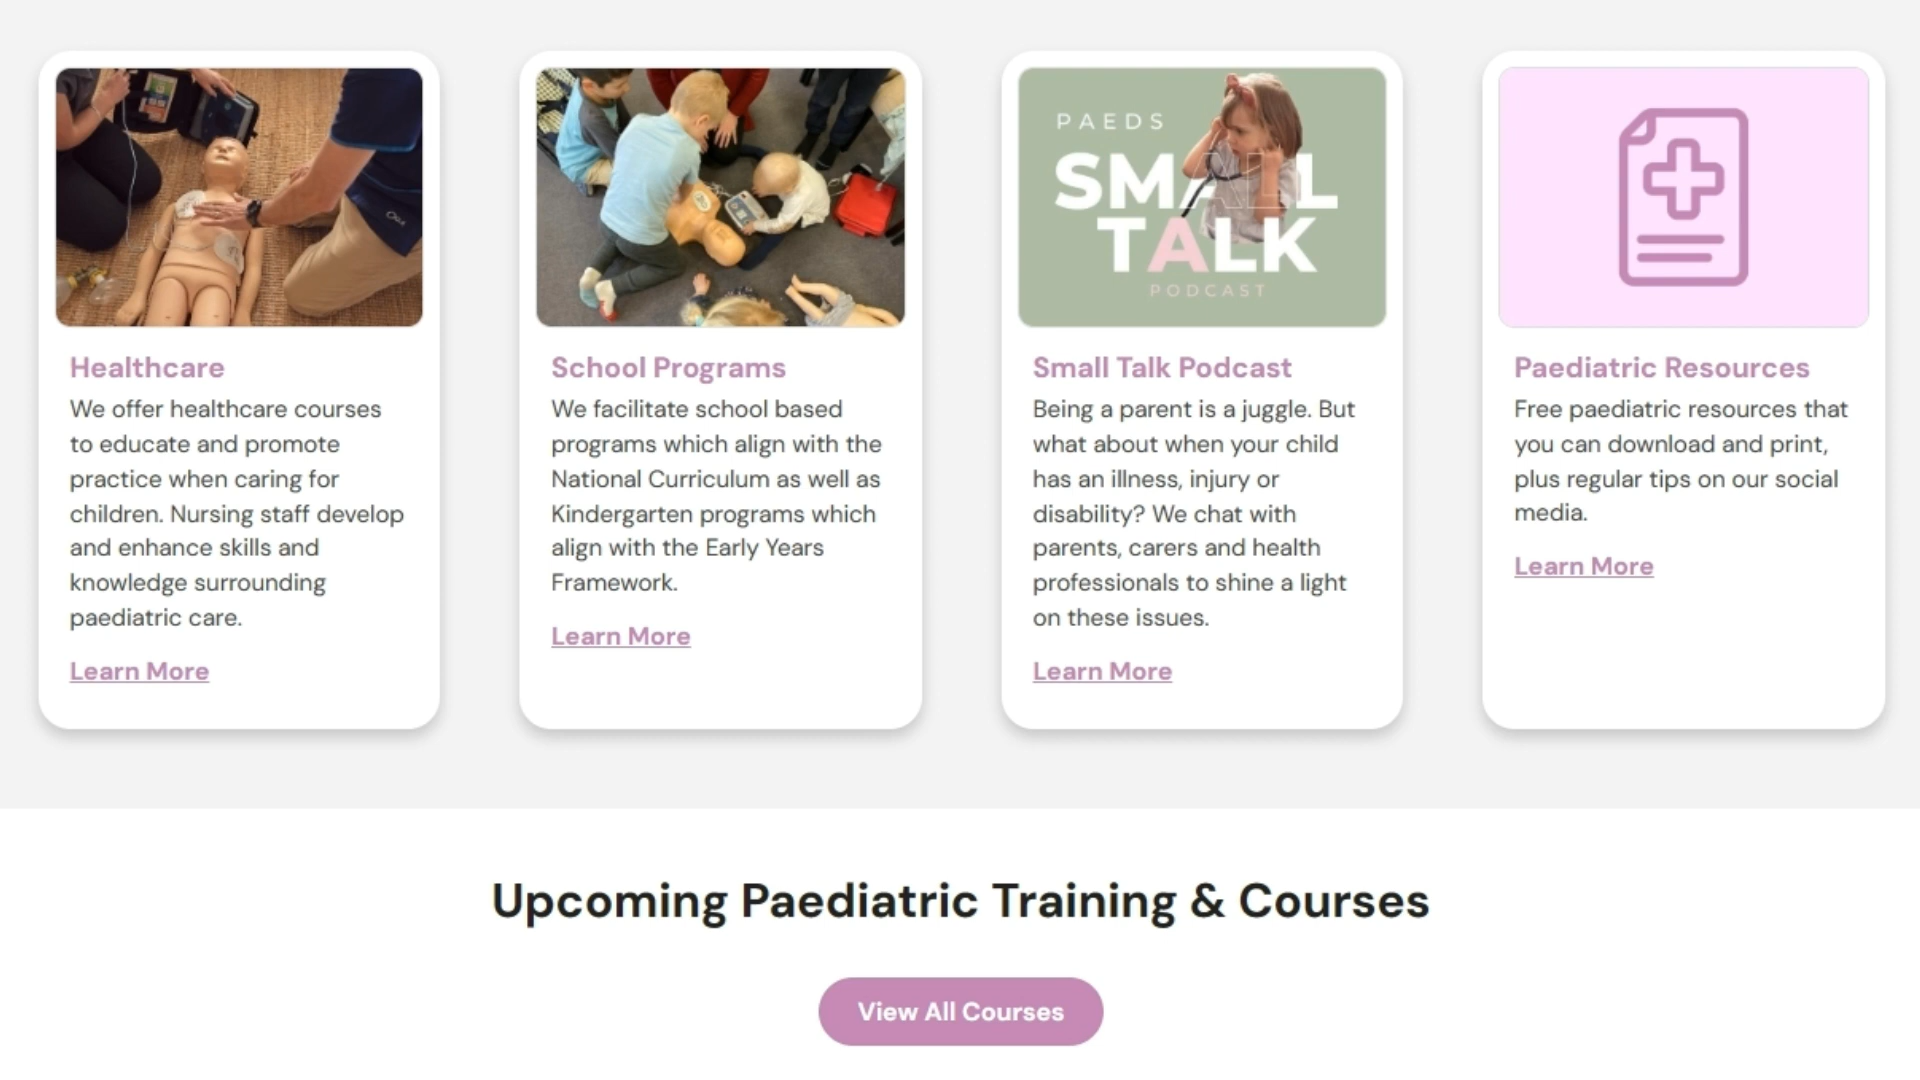 PAEDS
SMALL
TALK
PODCAST
Healthcare
We offer healthcare courses
to educate and promote
practice when caring for
children. Nursing staff develop
and enhance skills and
knowledge surrounding
paediatric care.
Learn More
School Programs
We facilitate school based
programs which align with the
National Curriculum as well as
Kindergarten programs which
align with the Early Years
Framework.
Learn More
Small Talk Podcast
Being a parent is a juggle. But
what about when your child
has an illness, injury or
disability? We chat with
parents, carers and health
professionals to shine a light
on these issues.
Learn More
Paediatric Resources
Free paediatric resources that
you can download and print,
plus regular tips on our social
media.
Learn More
Upcoming Paediatric Training & Courses
View All Courses